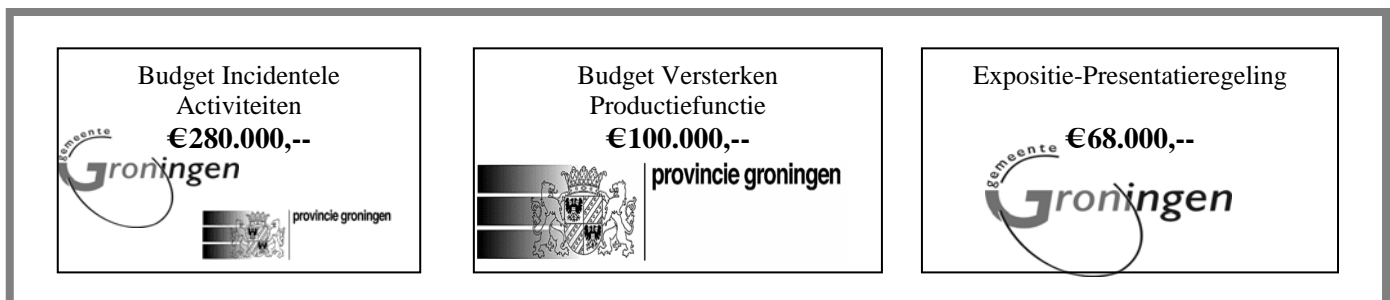 Budget Incidentele
Activiteiten
€280.000,--
gemeente
Groningen
provincie groningen
Budget Versterken
Productiefunctie
€100.000,--
provincie groningen
Expositie-Presentatieregeling
€68.000,--
gemeente
Groningen